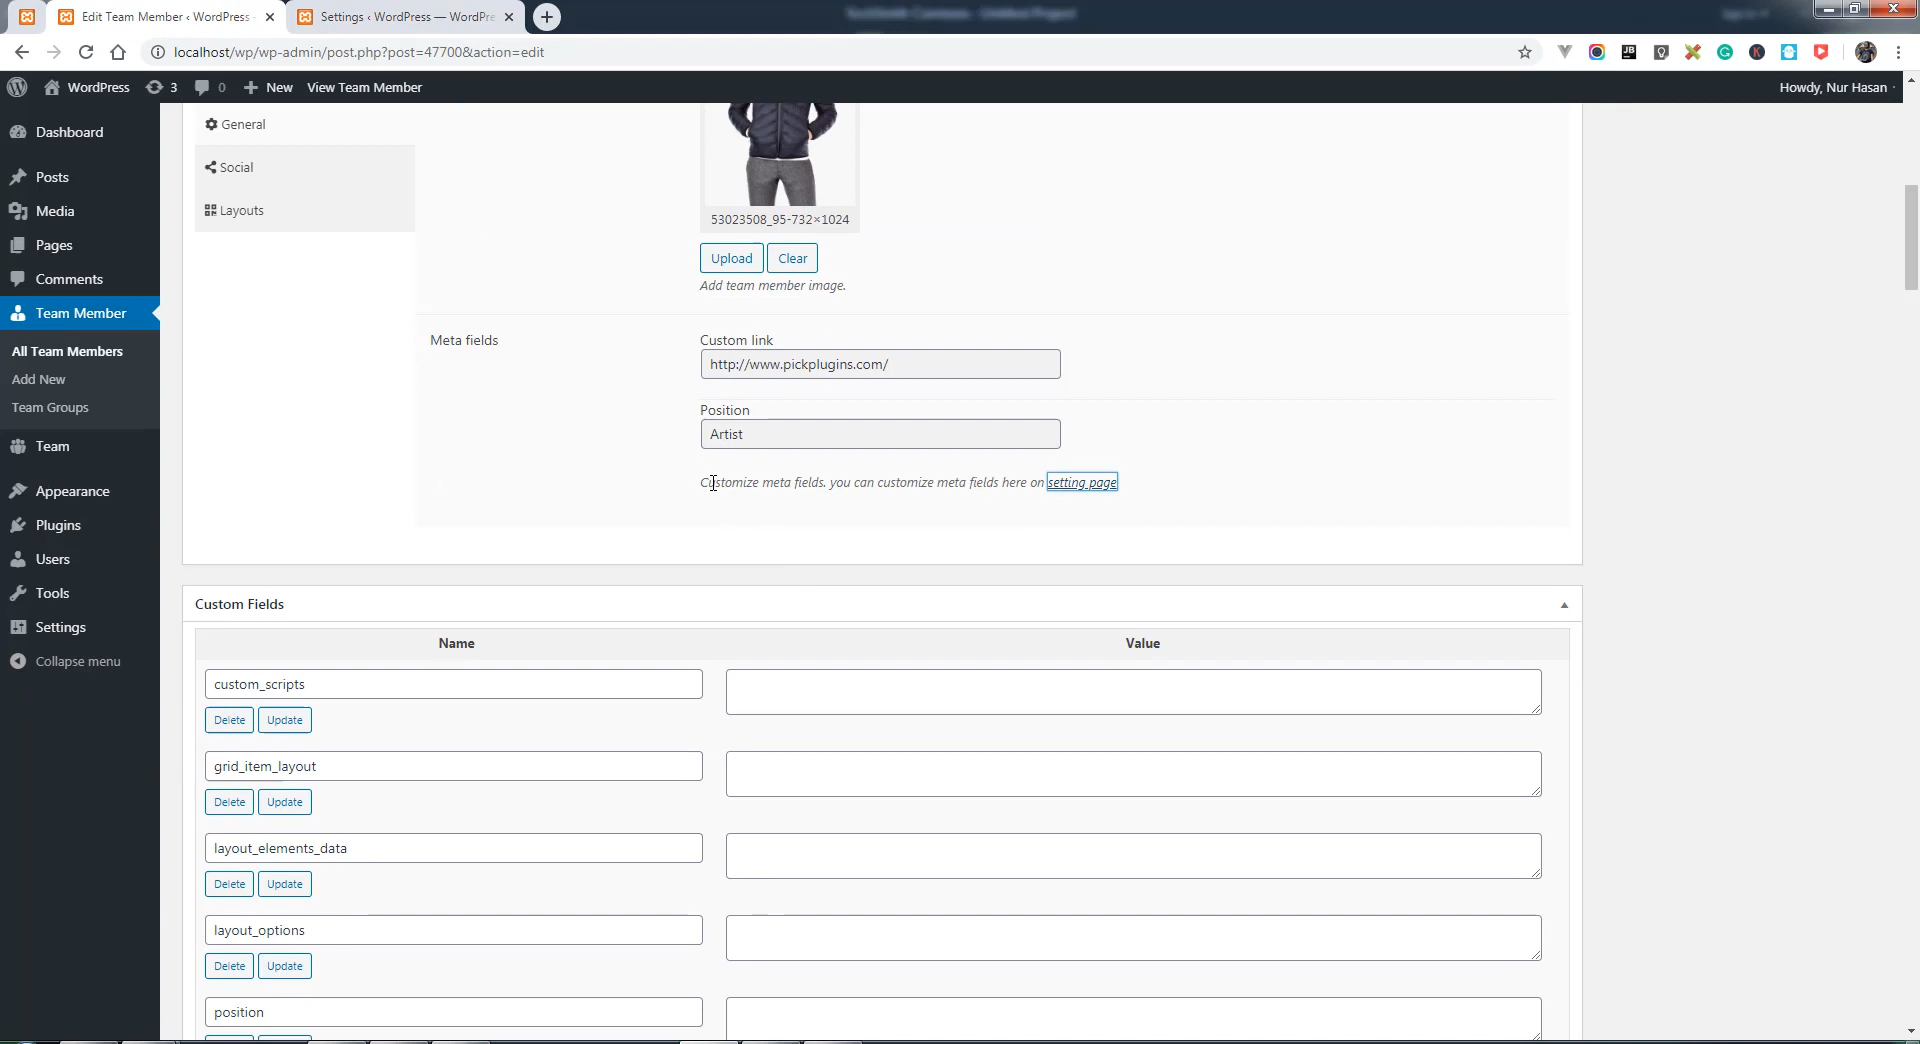 Edit Team Member ‹ WordPress
Settings ‹ WordPress — WordPre
localhost/wp/wp-admin/post.php?post=47700&action=edit
WordPress
3
0
New
View Team Member
Howdy, Nur Hasan
Dashboard
Posts
Media
Pages
Comments
Team Member
All Team Members
Add New
Team Groups
Team
Appearance
Plugins
Users
Tools
Settings
Collapse menu
General
Social
Layouts
53023508_95-732×1024
Upload
Clear
Add team member image.
Meta fields
Custom link
http://www.pickplugins.com/
Position
Artist
Customize meta fields. you can customize meta fields here on setting page
Custom Fields
Name
Value
custom_scripts
Delete
Update
grid_item_layout
Delete
Update
layout_elements_data
Delete
Update
layout_options
Delete
Update
position